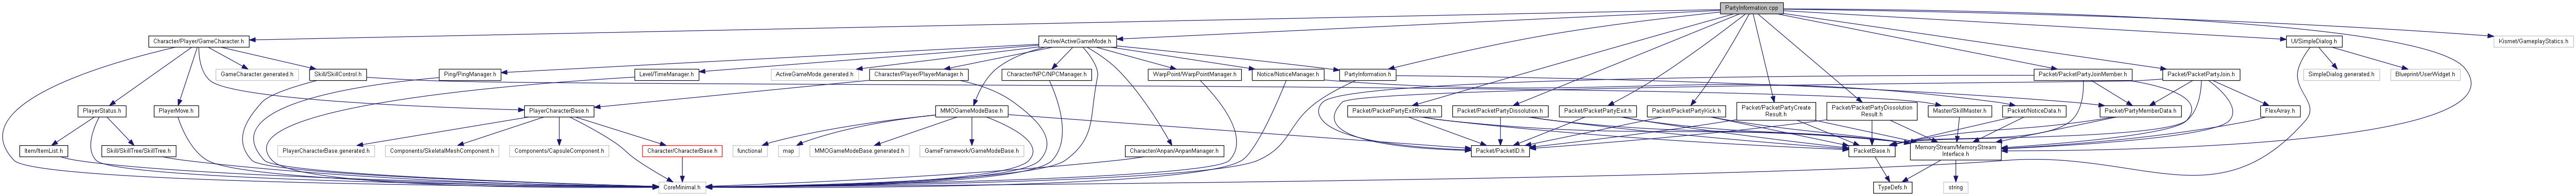 PartyInformation.cpp
Character/Player/GameCharacter.h
Active/ActiveGameMode.h
UI/SimpleDialog.h
Kismet/GameplayStatics.h
GameCharacter.generated.h
Skill/SkillControl.h
Ping/PingManager.h
Level/TimeManager.h
ActiveGameMode.generated.h
Character/Player/PlayerManager.h
Character/NPC/NPCManager.h
WarpPoint/WarpPointManager.h
Notice/NoticeManager.h
PartyInformation.h
Packet/PacketPartyJoinMember.h
Packet/PacketPartyJoin.h
SimpleDialog.generated.h
Blueprint/UserWidget.h
PlayerStatus.h
PlayerMove.h
PlayerCharacterBase.h
MMOGameModeBase.h
Packet/PacketPartyExitResult.h
Packet/PacketPartyDissolution.h
Packet/PacketPartyExit.h
Packet/PacketPartyKick.h
Packet/PacketPartyCreate
Result.h
Packet/PacketPartyDissolution
Result.h
Master/SkillMaster.h
Packet/NoticeData.h
Packet/PartyMemberData.h
FlexArray.h
Item/ItemList.h
Skill/SkillTree/SkillTree.h
PlayerCharacterBase.generated.h
Components/SkeletalMeshComponent.h
Components/CapsuleComponent.h
Character/CharacterBase.h
functional
map
MMOGameModeBase.generated.h
GameFramework/GameModeBase.h
Character/Anpan/AnpanManager.h
Packet/PacketID.h
PacketBase.h
MemoryStream/MemoryStream
Interface.h
CoreMinimal.h
TypeDefs.h
string